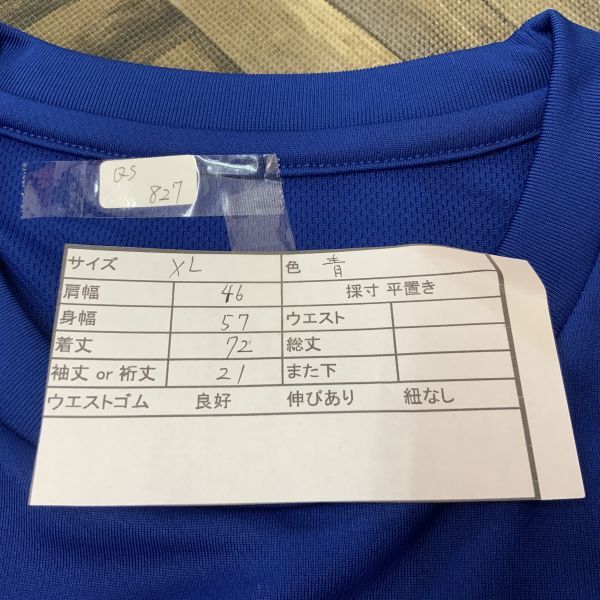 QS
827
サイズ XL 色 青
肩幅 46 採寸 平置き
身幅 57 ウエスト
着丈 72 総丈
袖丈 or 裄丈 21 また下
ウエストゴム 良好 伸びあり 紐なし